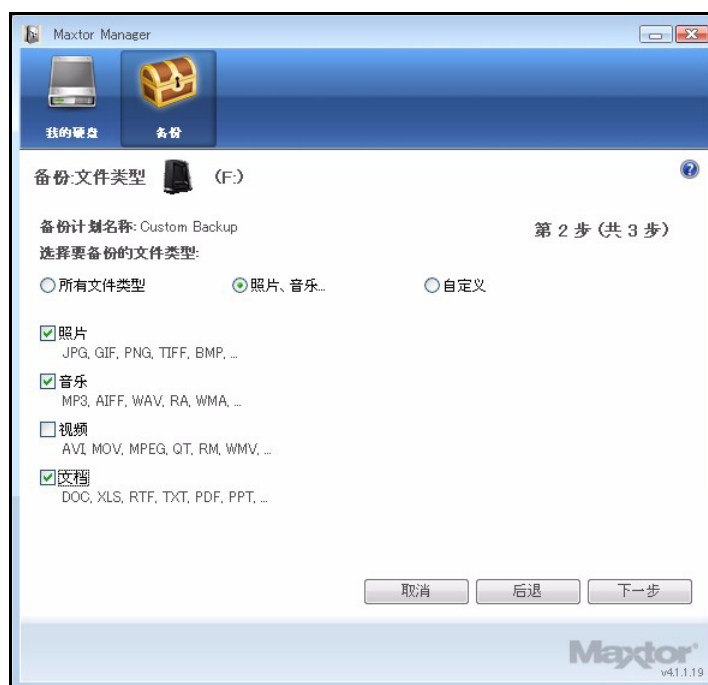 Maxtor Manager
我的硬盘
备份
备份:文件类型 (F:)
备份计划名称: Custom Backup
第 2 步 (共 3 步)
选择要备份的文件类型:
所有文件类型 照片、音乐... 自定义
照片
JPG, GIF, PNG, TIFF, BMP, ...
音乐
MP3, AIFF, WAV, RA, WMA, ...
视频
AVI, MOV, MPEG, QT, RM, WMV, ...
文档
DOC, XLS, RTF, TXT, PDF, PPT, ...
取消 后退 下一步
Maxtor
v4.1.1.19